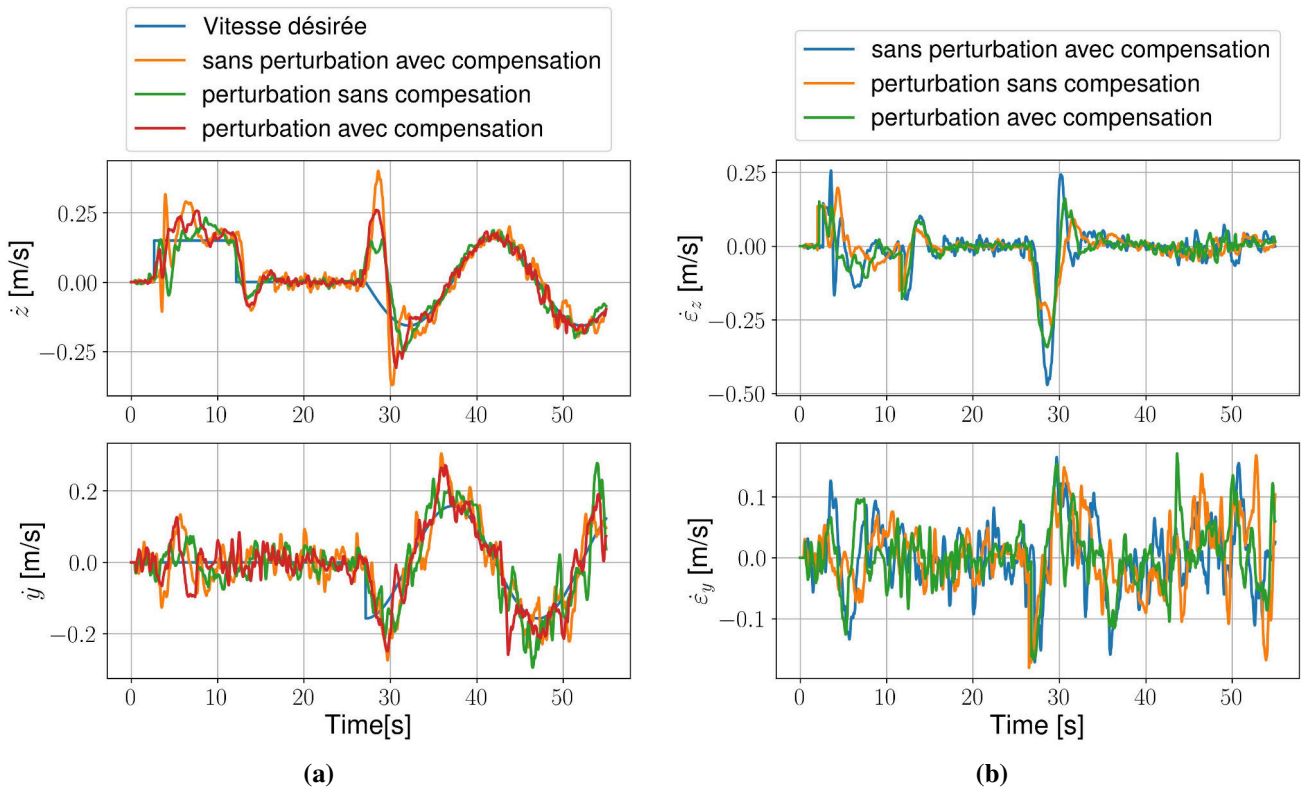 Vitesse désirée
sans perturbation avec compensation
perturbation sans compesation
perturbation avec compensation
0.25
0.00
−0.25
ż [m/s]
0 10 20 30 40 50
0.2
0.0
−0.2
ẏ [m/s]
0 10 20 30 40 50
Time[s]
(a)
sans perturbation avec compensation
perturbation sans compesation
perturbation avec compensation
0.25
0.00
−0.25
−0.50
ε̇_z [m/s]
0 10 20 30 40 50
0.1
0.0
−0.1
ε̇_y [m/s]
0 10 20 30 40 50
Time [s]
(b)